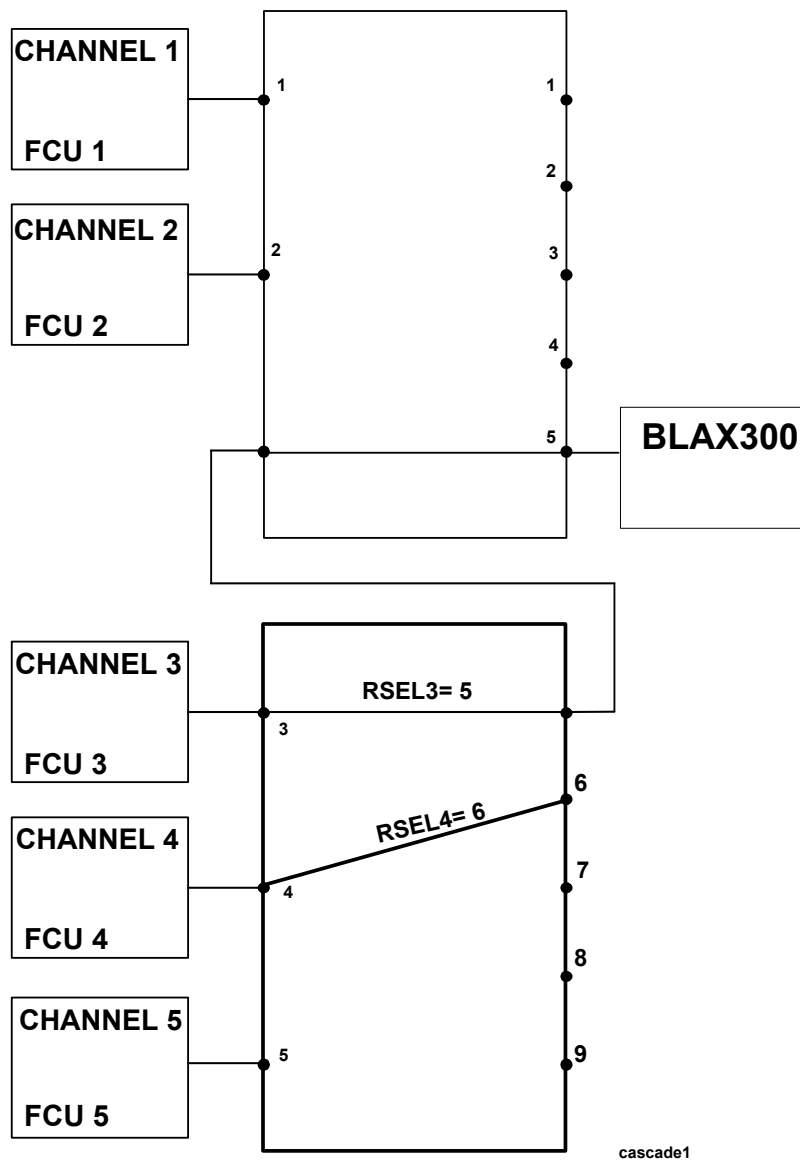 CHANNEL 1
FCU 1
1
1
2
CHANNEL 2
FCU 2
2
3
4
5
BLAX300
CHANNEL 3
FCU 3
RSEL3= 5
3
6
CHANNEL 4
FCU 4
RSEL4= 6
4
7
8
CHANNEL 5
FCU 5
5
9
cascade1